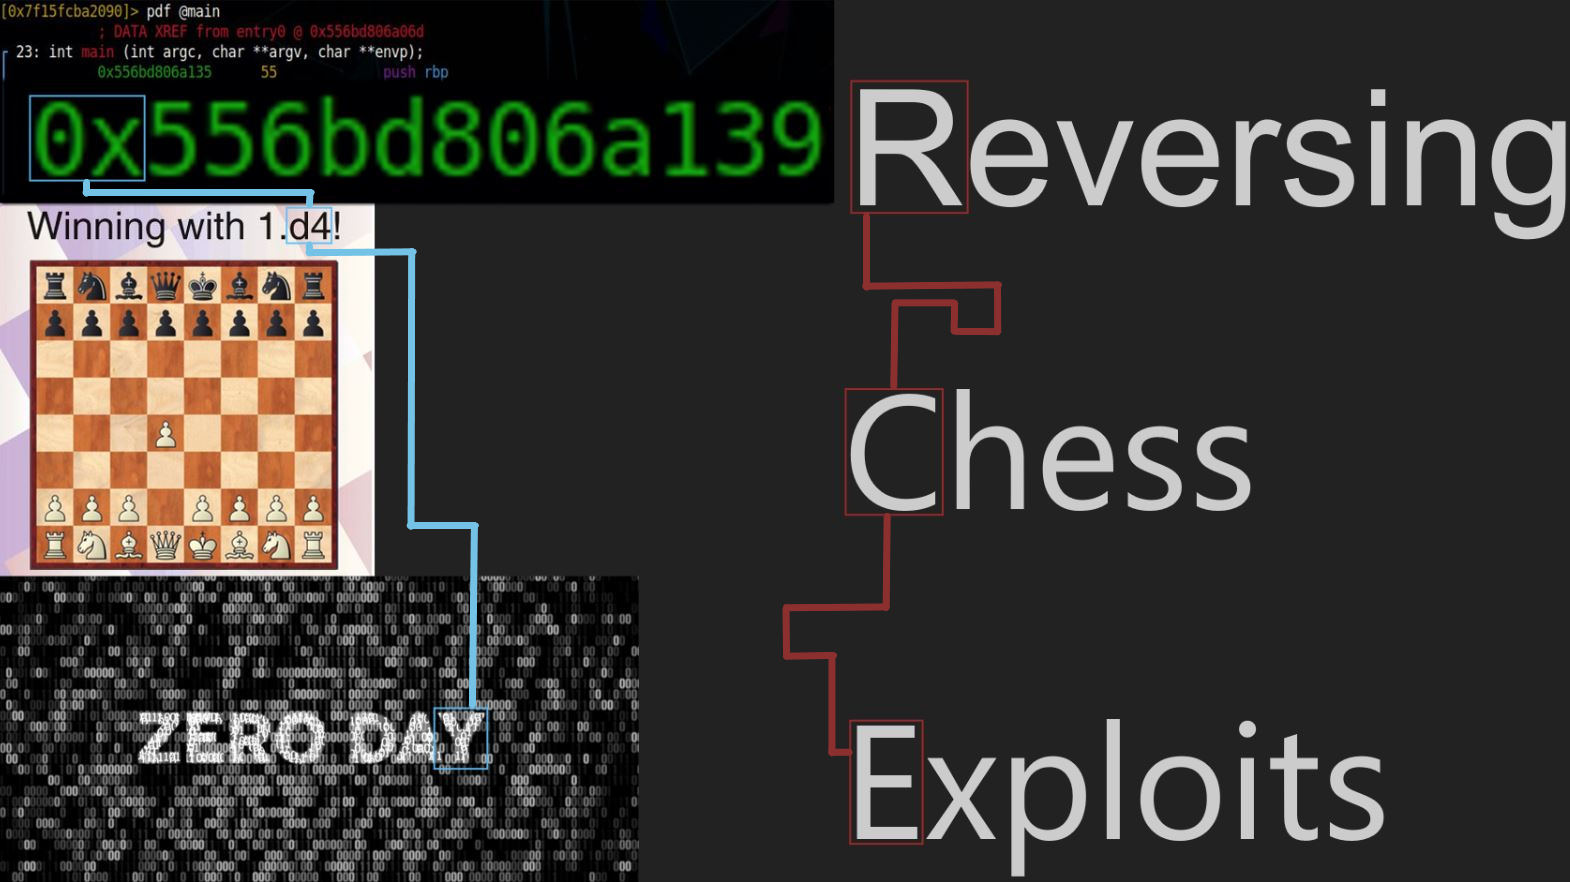 [0x7f15fcba2090]> pdf @main
; DATA XREF from entry0 @ 0x556bd806a06d
23: int main (int argc, char **argv, char **envp);
0x556bd806a135 55 push rbp
0x556bd806a139
Reversing
Winning with 1.d4!
Chess
ZERO DAY
Exploits